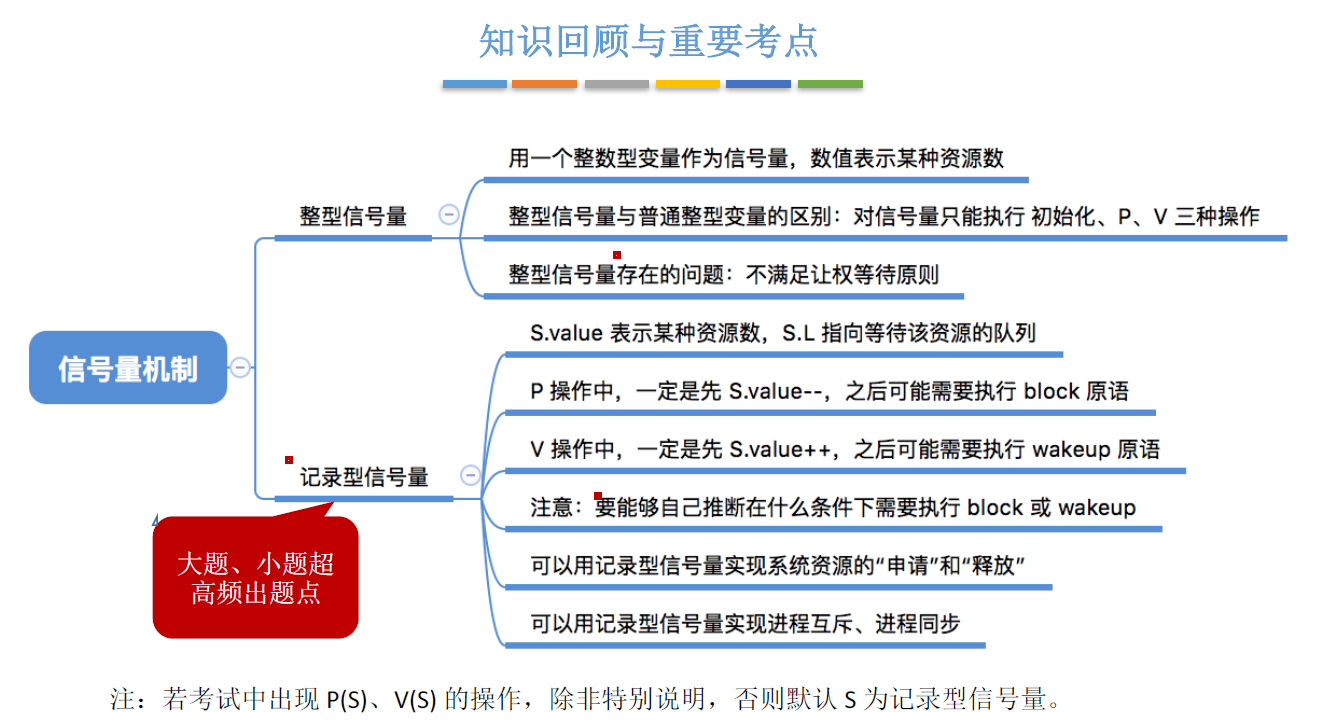 知识回顾与重要考点
用一个整数型变量作为信号量，数值表示某种资源数
整型信号量
整型信号量与普通整型变量的区别：对信号量只能执行 初始化、P、V 三种操作
整型信号量存在的问题：不满足让权等待原则
信号量机制
S.value 表示某种资源数，S.L 指向等待该资源的队列
P 操作中，一定是先 S.value--，之后可能需要执行 block 原语
V 操作中，一定是先 S.value++，之后可能需要执行 wakeup 原语
记录型信号量
注意：要能够自己推断在什么条件下需要执行 block 或 wakeup
可以用记录型信号量实现系统资源的“申请”和“释放”
可以用记录型信号量实现进程互斥、进程同步
大题、小题超
高频出题点
注：若考试中出现 P(S)、V(S) 的操作，除非特别说明，否则默认 S 为记录型信号量。